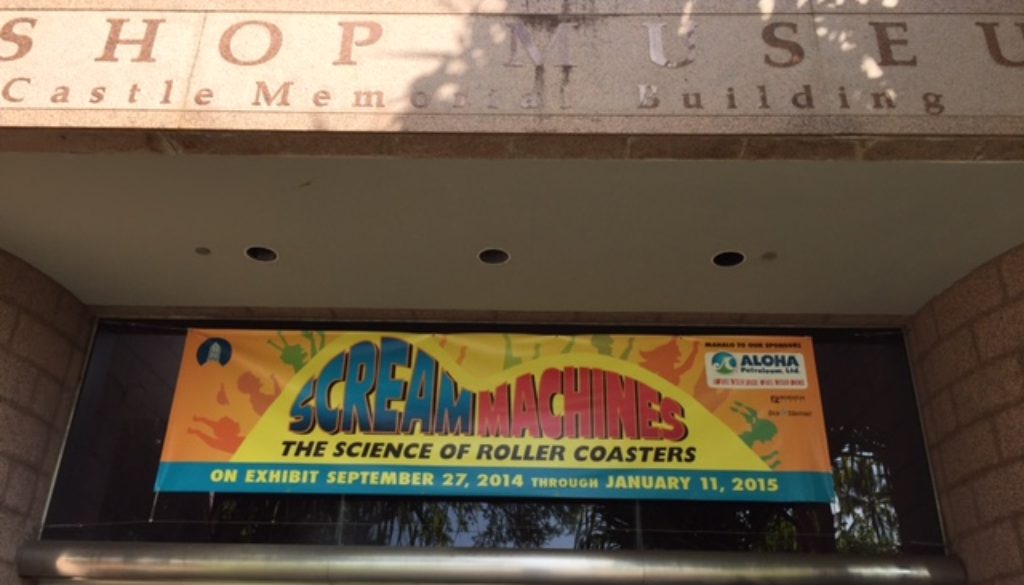 SHOP MUSEU
Castle Memorial Building
MAHALO TO OUR SPONSORS
ALOHA
Petroleum, Ltd.
SCREAM MACHINES
THE SCIENCE OF ROLLER COASTERS
ON EXHIBIT SEPTEMBER 27, 2014 THROUGH JANUARY 11, 2015